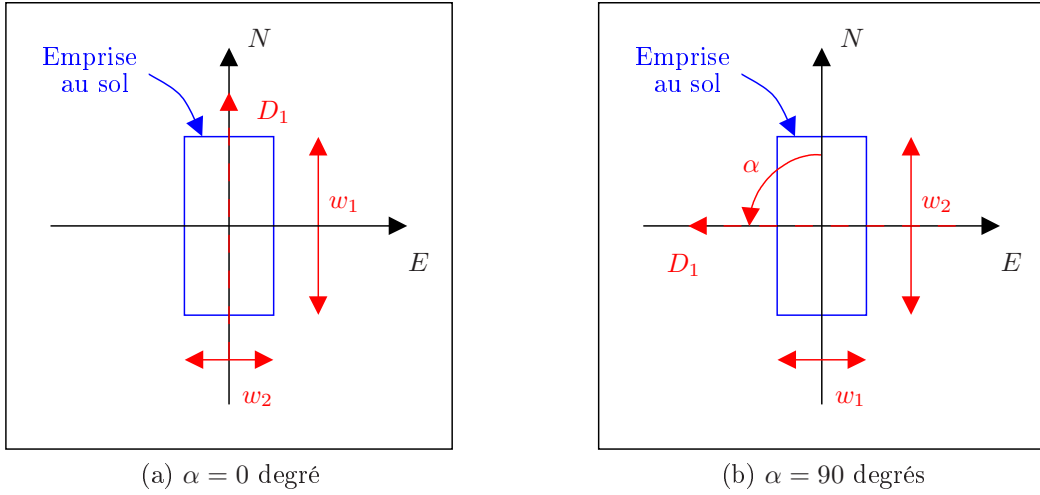 Emprise
au sol
N
D₁
w₁
E
w₂
(a) α = 0 degré
Emprise
au sol
N
α
w₂
D₁
E
w₁
(b) α = 90 degrés